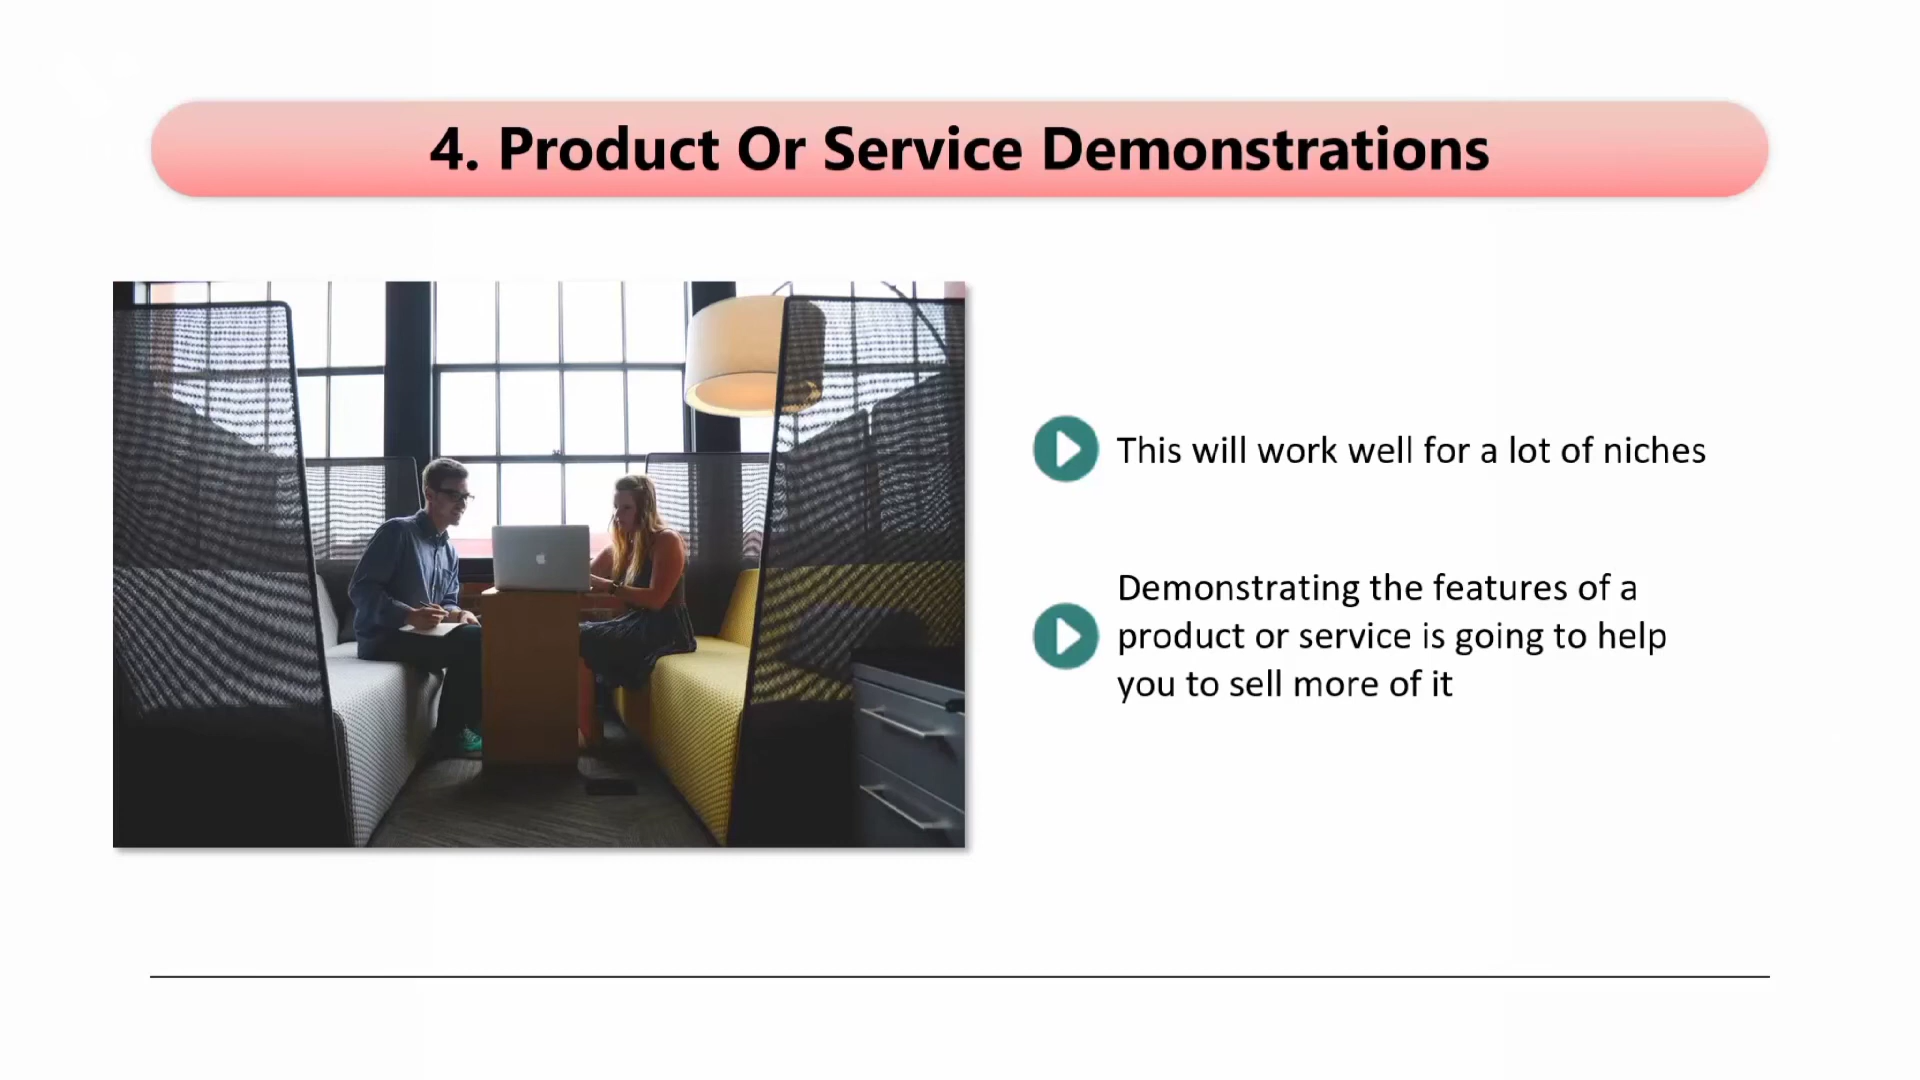 4. Product Or Service Demonstrations
This will work well for a lot of niches
Demonstrating the features of a
product or service is going to help
you to sell more of it